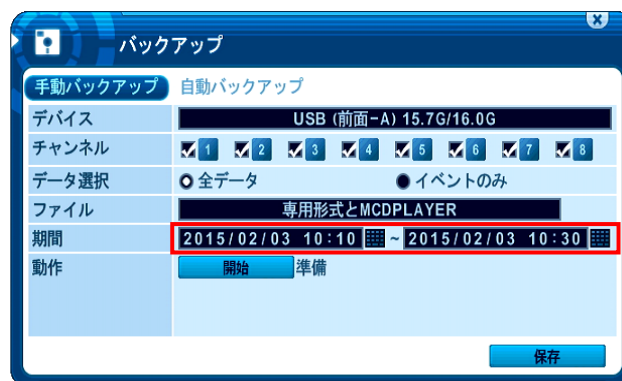 バックアップ
手動バックアップ 自動バックアップ
デバイス USB (前面-A) 15.7G/16.0G
チャンネル 1 2 3 4 5 6 7 8
データ選択 全データ イベントのみ
ファイル 専用形式とMCDPLAYER
期間 2015/02/03 10:10 ~ 2015/02/03 10:30
動作 開始 準備
保存